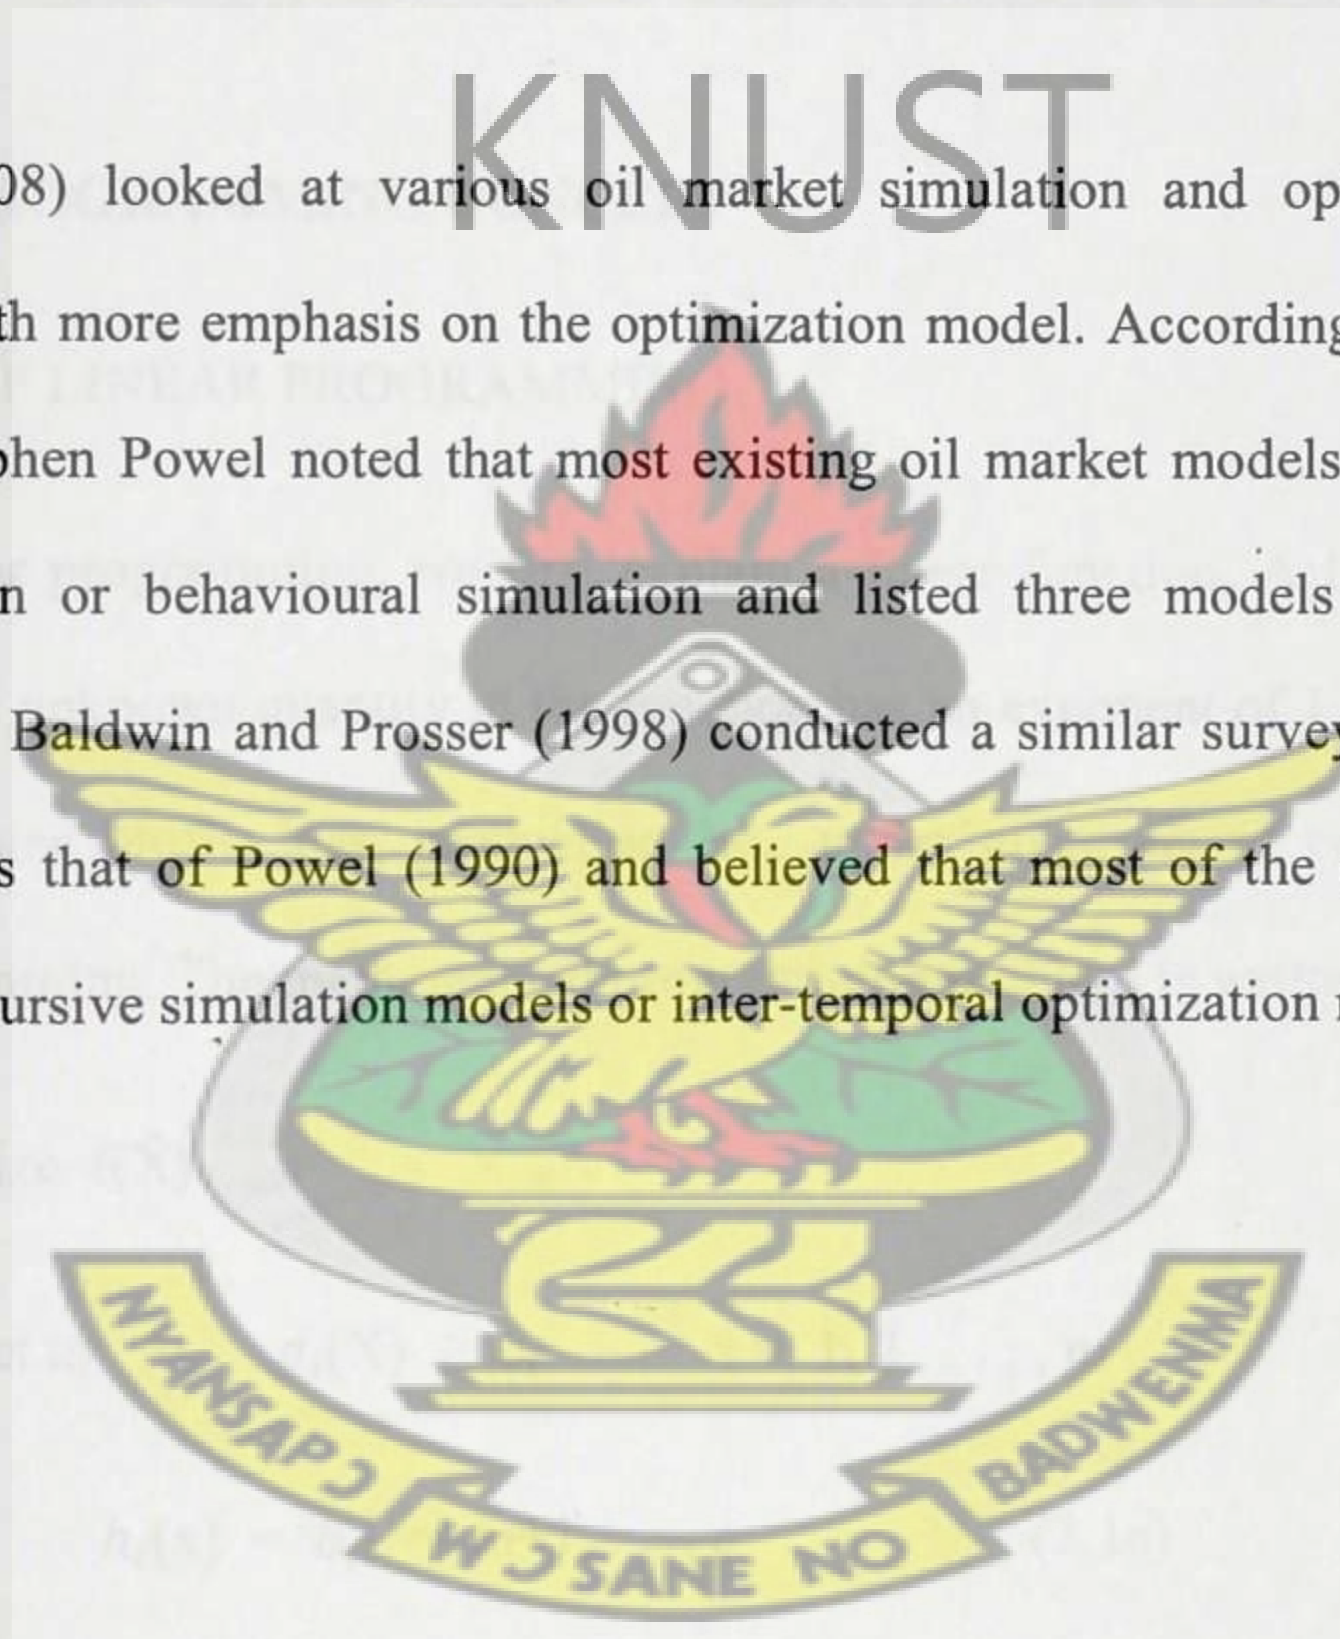 KNUST
08) looked at various oil market simulation and op
th more emphasis on the optimization model. According
phen Powel noted that most existing oil market models
n or behavioural simulation and listed three models
Baldwin and Prosser (1998) conducted a similar survey
s that of Powel (1990) and believed that most of the
ursive simulation models or inter-temporal optimization
NYANSAPƆ
WƆSANE NO
BADWENMA